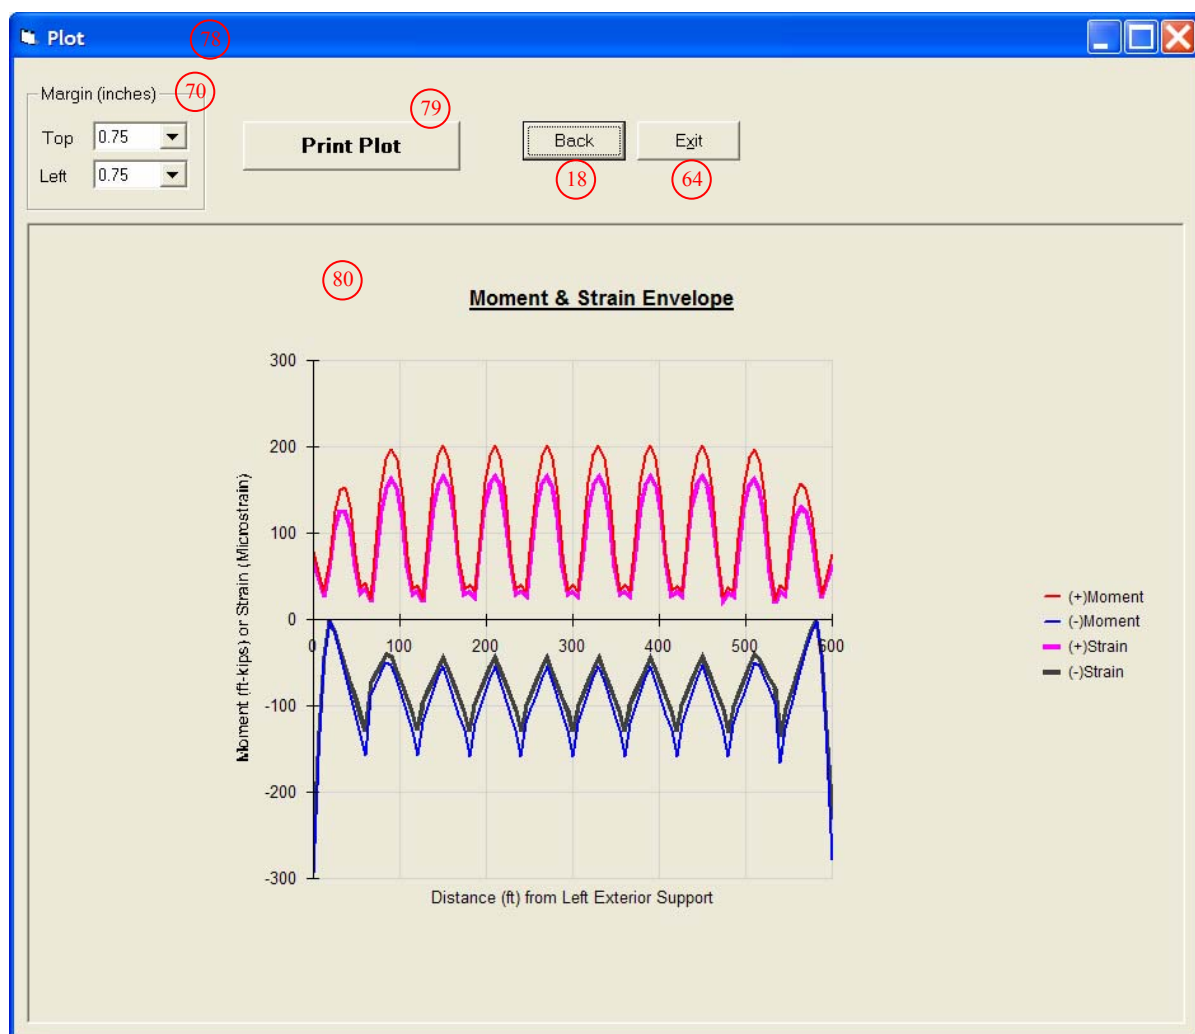 Plot
78
Margin (inches)
70
Top 0.75
Left 0.75
79
Print Plot
Back
Exit
18
64
80
Moment & Strain Envelope
Moment (ft-kips) or Strain (Microstrain)
300
200
100
0
-100
-200
-300
0 100 200 300 400 500 600
Distance (ft) from Left Exterior Support
(+)Moment
(-)Moment
(+)Strain
(-)Strain